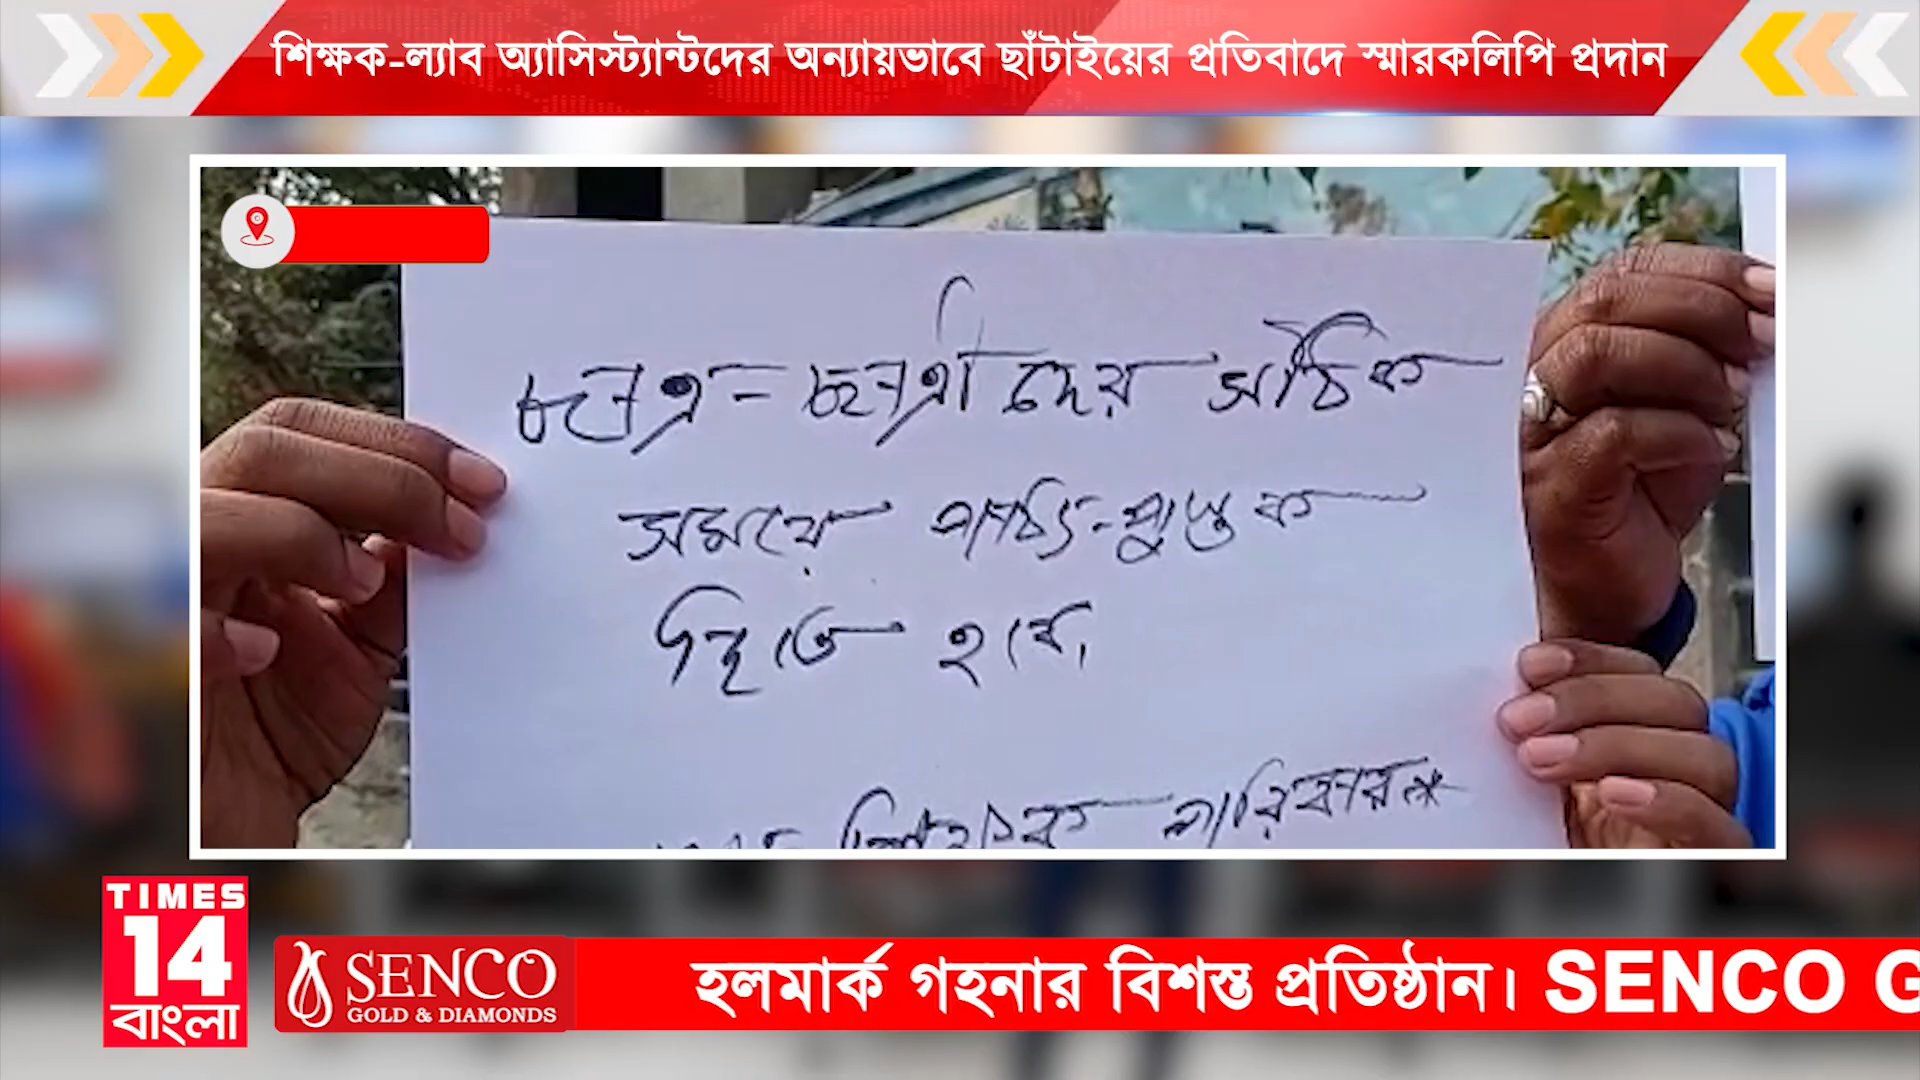 শিক্ষক-ল্যাব অ্যাসিস্ট্যান্টদের অন্যায়ভাবে ছাঁটাইয়ের প্রতিবাদে স্মারকলিপি প্রদান
ছাত্র-ছাত্রীদের সঠিক
সময়ে পাঠ্য-পুস্তক
দিতে হবে।
TIMES
14
বাংলা
SENCO
GOLD & DIAMONDS
হলমার্ক গহনার বিশস্ত প্রতিষ্ঠান। SENCO G